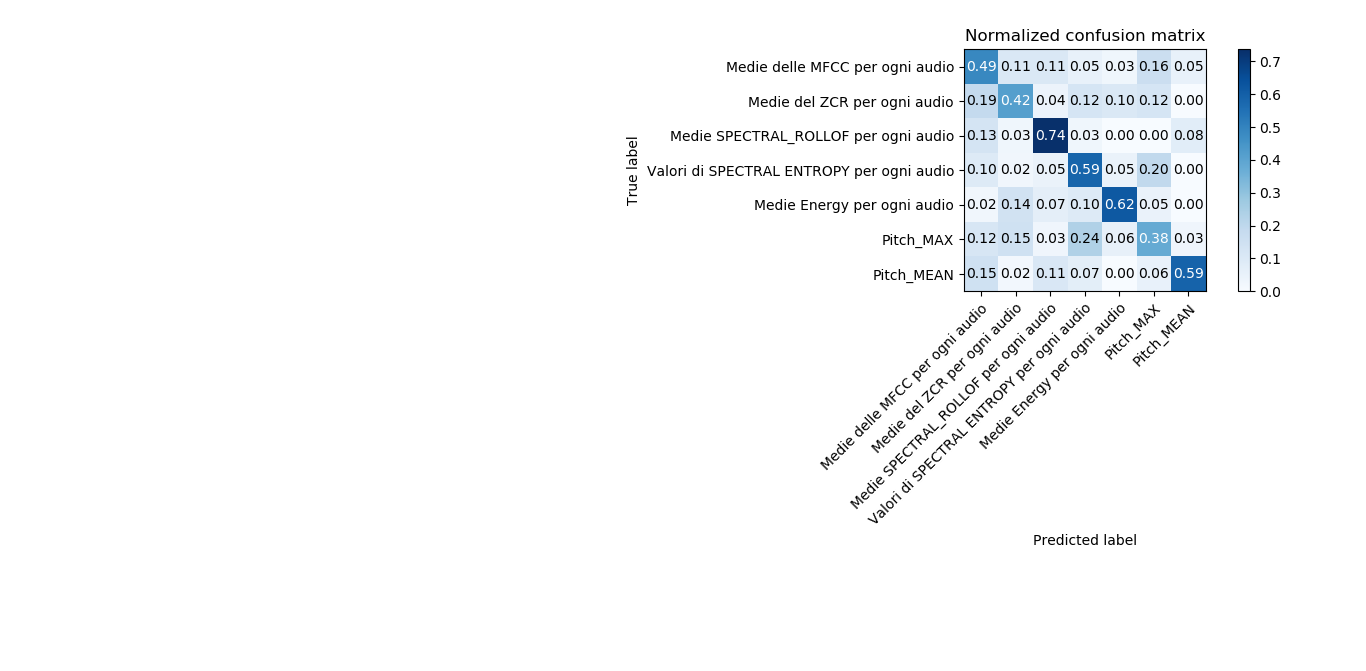 Normalized confusion matrix
True label
Medie delle MFCC per ogni audio 0.49 0.11 0.11 0.05 0.03 0.16 0.05
Medie del ZCR per ogni audio 0.19 0.42 0.04 0.12 0.10 0.12 0.00
Medie SPECTRAL_ROLLOF per ogni audio 0.13 0.03 0.74 0.03 0.00 0.00 0.08
Valori di SPECTRAL ENTROPY per ogni audio 0.10 0.02 0.05 0.59 0.05 0.20 0.00
Medie Energy per ogni audio 0.02 0.14 0.07 0.10 0.62 0.05 0.00
Pitch_MAX 0.12 0.15 0.03 0.24 0.06 0.38 0.03
Pitch_MEAN 0.15 0.02 0.11 0.07 0.00 0.06 0.59
Medie delle MFCC per ogni audio
Medie del ZCR per ogni audio
Medie SPECTRAL_ROLLOF per ogni audio
Valori di SPECTRAL ENTROPY per ogni audio
Medie Energy per ogni audio
Pitch_MAX
Pitch_MEAN
Predicted label
0.7
0.6
0.5
0.4
0.3
0.2
0.1
0.0